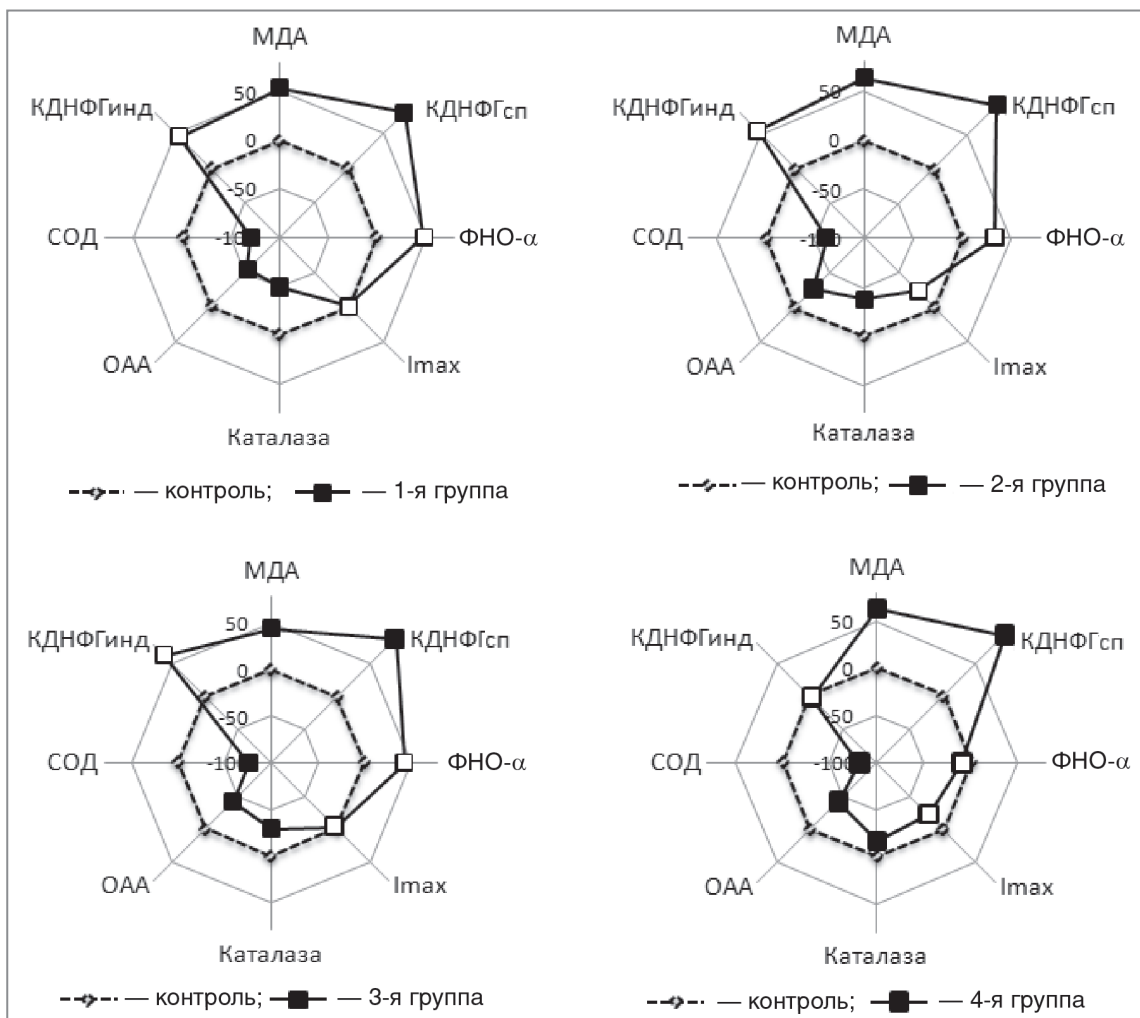 МДА
КДНФГинд
50
КДНФГсп
0
-50
СОД
-10
ФНО-α
ОАА
Imax
Каталаза
— контроль; — 1-я группа
МДА
КДНФГинд
50
КДНФГсп
0
-50
СОД
ФНО-α
ОАА
Imax
Каталаза
— контроль; — 2-я группа
МДА
КДНФГинд
50
КДНФГсп
0
-50
СОД
-100
ФНО-α
ОАА
Imax
Каталаза
— контроль; — 3-я группа
МДА
КДНФГинд
50
КДНФГсп
0
-50
СОД
-100
ФНО-α
ОАА
Imax
Каталаза
— контроль; — 4-я группа